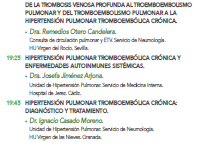 DE LA TROMBOSIS VENOSA PROFUNDA AL TROMBOEMBOLISMO
PULMONAR Y DEL TROMBOEMBOLISMO PULMONAR A LA
HIPERTENSIÓN PULMONAR TROMBOEMBÓLICA CRÓNICA.
• Dra. Remedios Otero Candelera.
Consulta de circulación pulmonar y ETV. Servicio de Neumología.
HU Virgen del Rocío. Sevilla.
19:25 HIPERTENSIÓN PULMONAR TROMBOEMBÓLICA CRÓNICA Y
ENFERMEDADES AUTOINMUNES SISTÉMICAS.
• Dra. Josefa Jiménez Arjona.
Unidad de Hipertensión Pulmonar. Servicio de Medicina Interna.
Hospital de Jerez. Cádiz.
19:45 HIPERTENSIÓN PULMONAR TROMBOEMBÓLICA CRÓNICA:
DIAGNÓSTICO Y TRATAMIENTO.
• Dr. Ignacio Casado Moreno.
Unidad de Hipertensión Pulmonar. Servicio de Neumología.
HU Virgen de las Nieves. Granada.